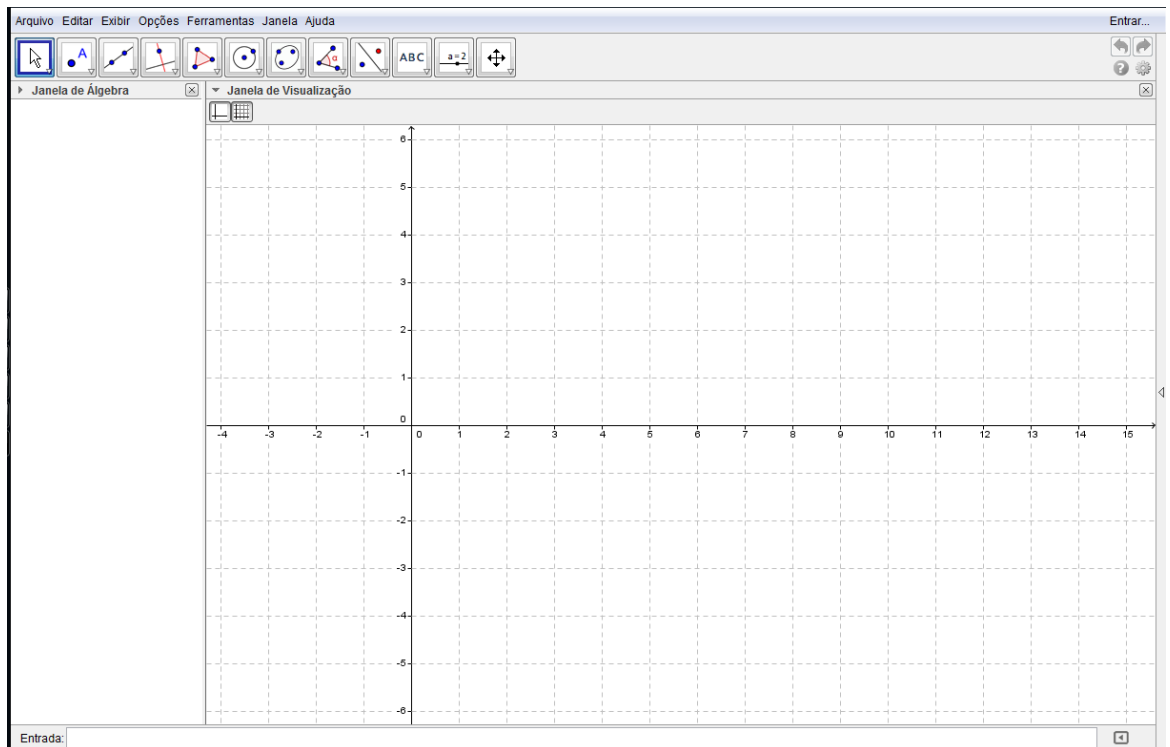 Arquivo Editar Exibir Opções Ferramentas Janela Ajuda Entrar...
A α ABC a=2
Janela de Álgebra Janela de Visualização
6
5
4
3
2
1
0
-4 -3 -2 -1 0 1 2 3 4 5 6 7 8 9 10 11 12 13 14 15
-1
-2
-3
-4
-5
-6
Entrada: